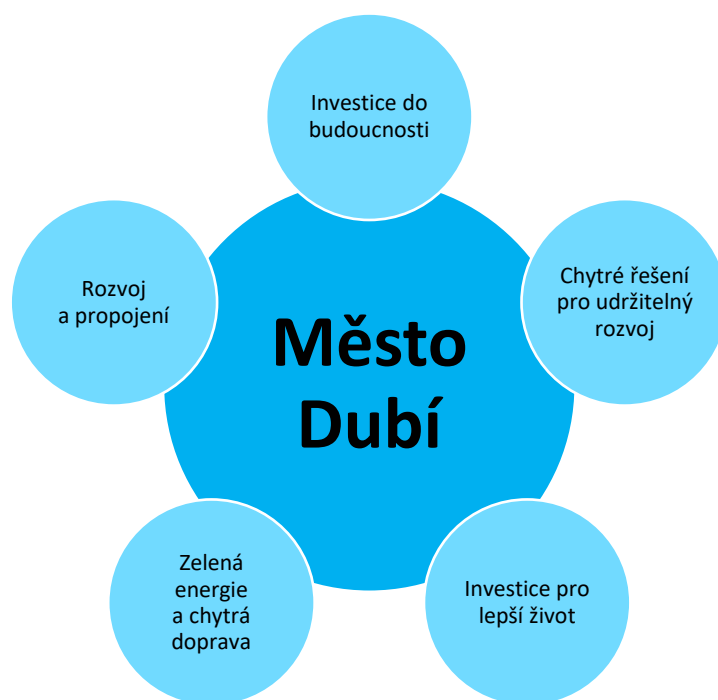 Investice do
budoucnosti
Rozvoj
a propojení
Chytré řešení
pro udržitelný
rozvoj
Město
Dubí
Zelená
energie
a chytrá
doprava
Investice pro
lepší život